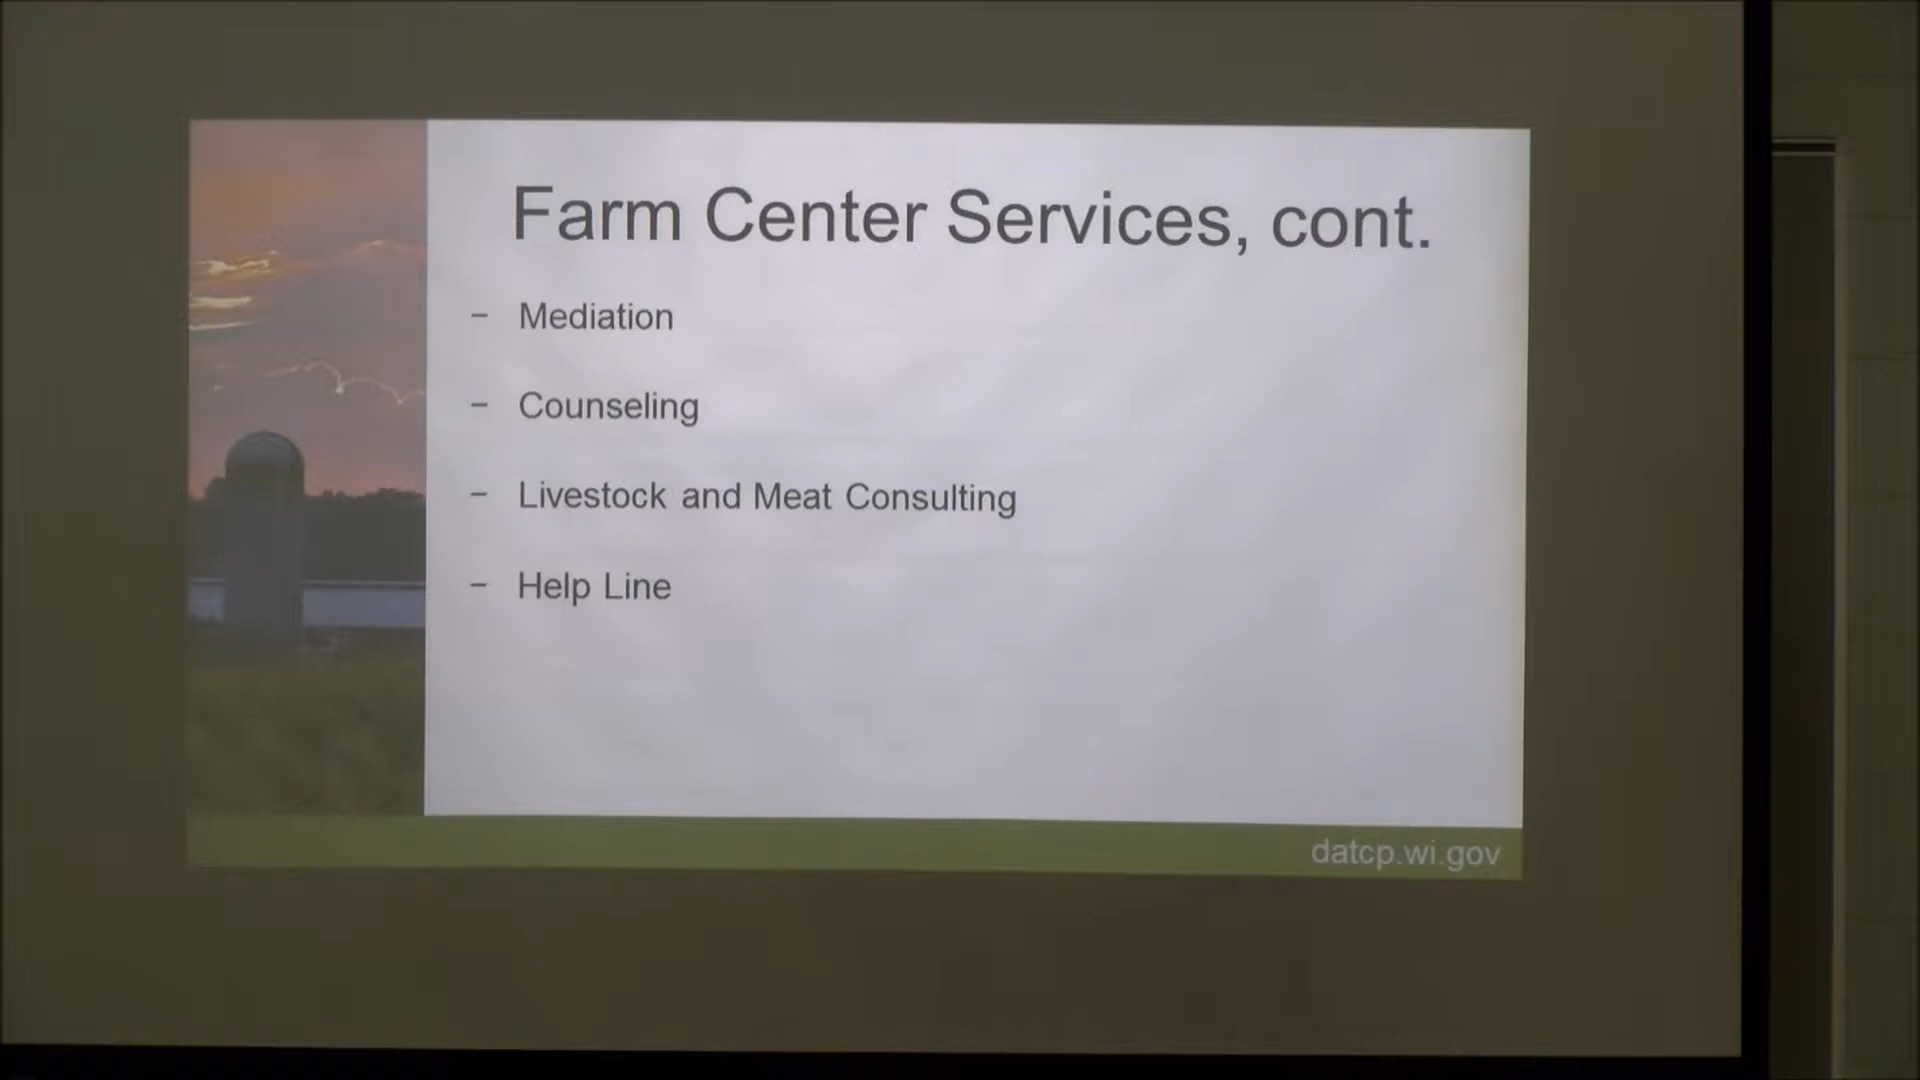 Farm Center Services, cont.
– Mediation
– Counseling
– Livestock and Meat Consulting
– Help Line
datcp.wi.gov